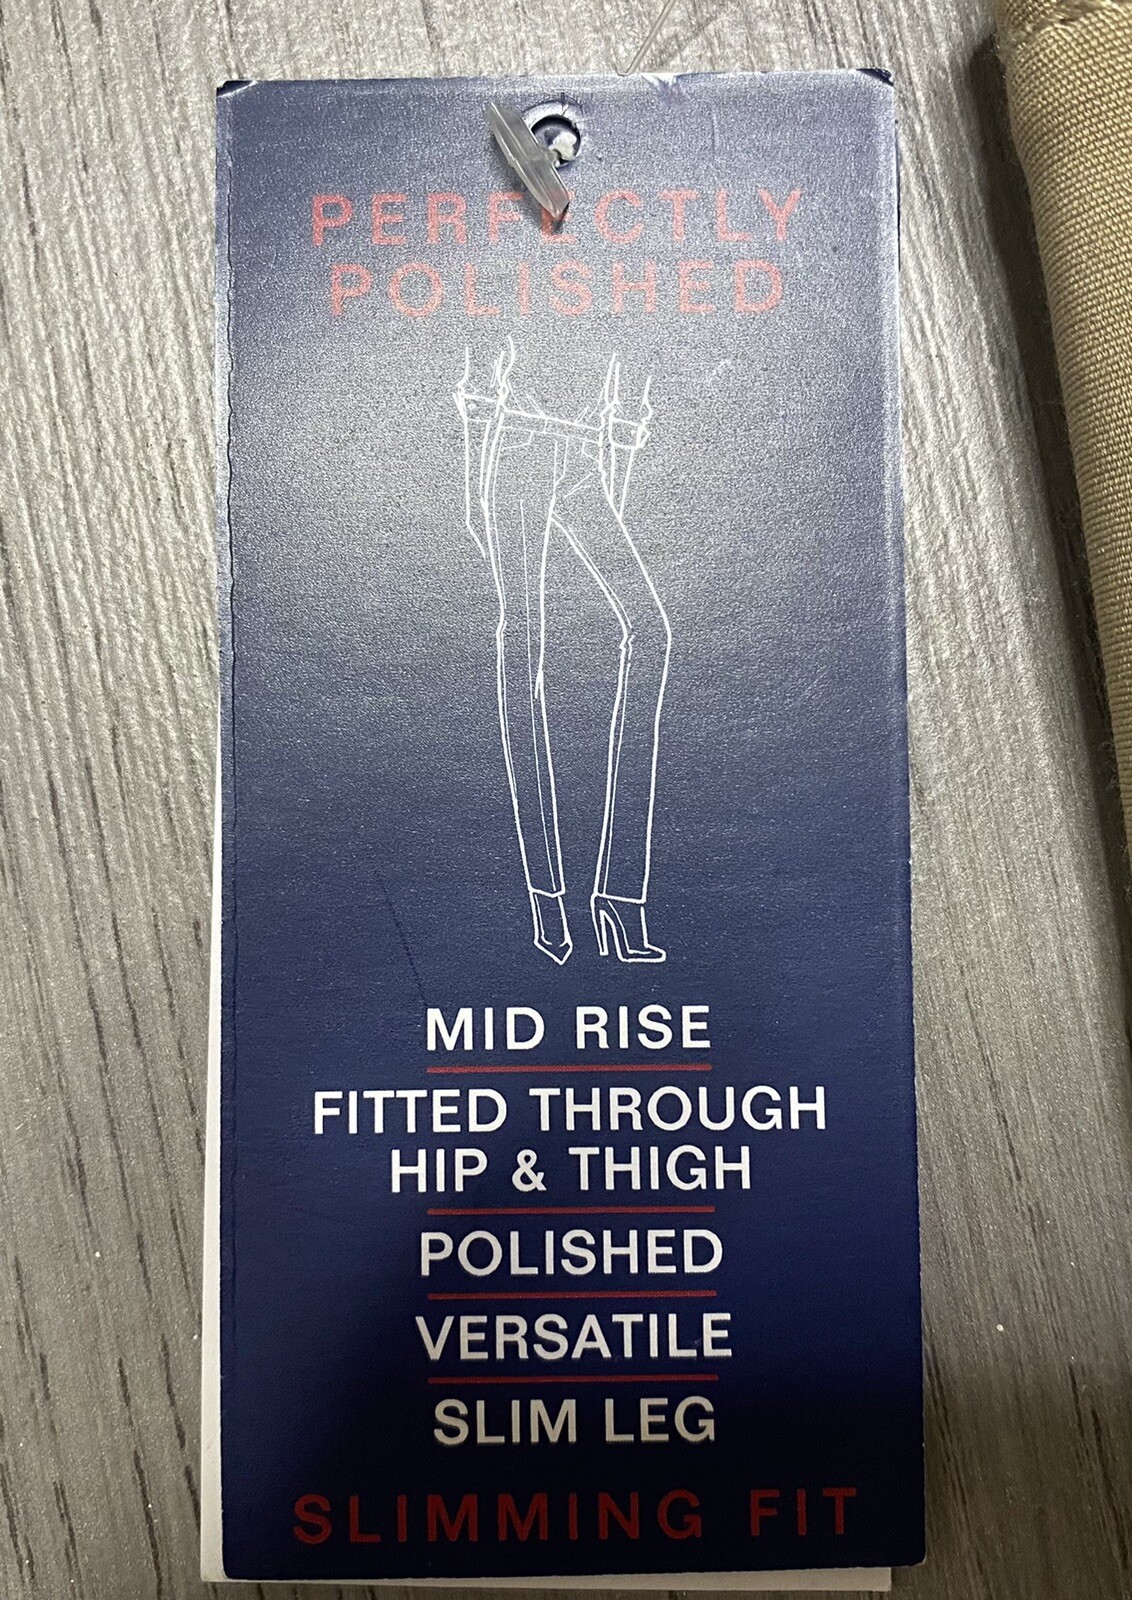 PERFECTLY
POLISHED
MID RISE
FITTED THROUGH
HIP & THIGH
POLISHED
VERSATILE
SLIM LEG
SLIMMING FIT